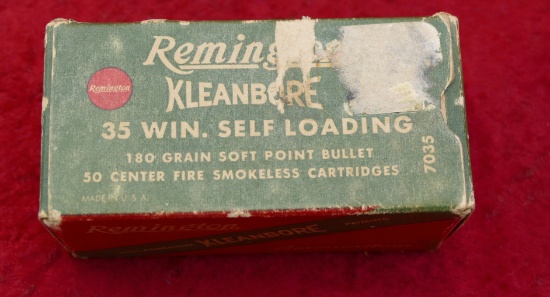 Remington
Remington
KLEANBORE
35 WIN. SELF LOADING
180 GRAIN SOFT POINT BULLET
50 CENTER FIRE SMOKELESS CARTRIDGES
MADE IN U.S.A.
7035
Remington
KLEANBORE